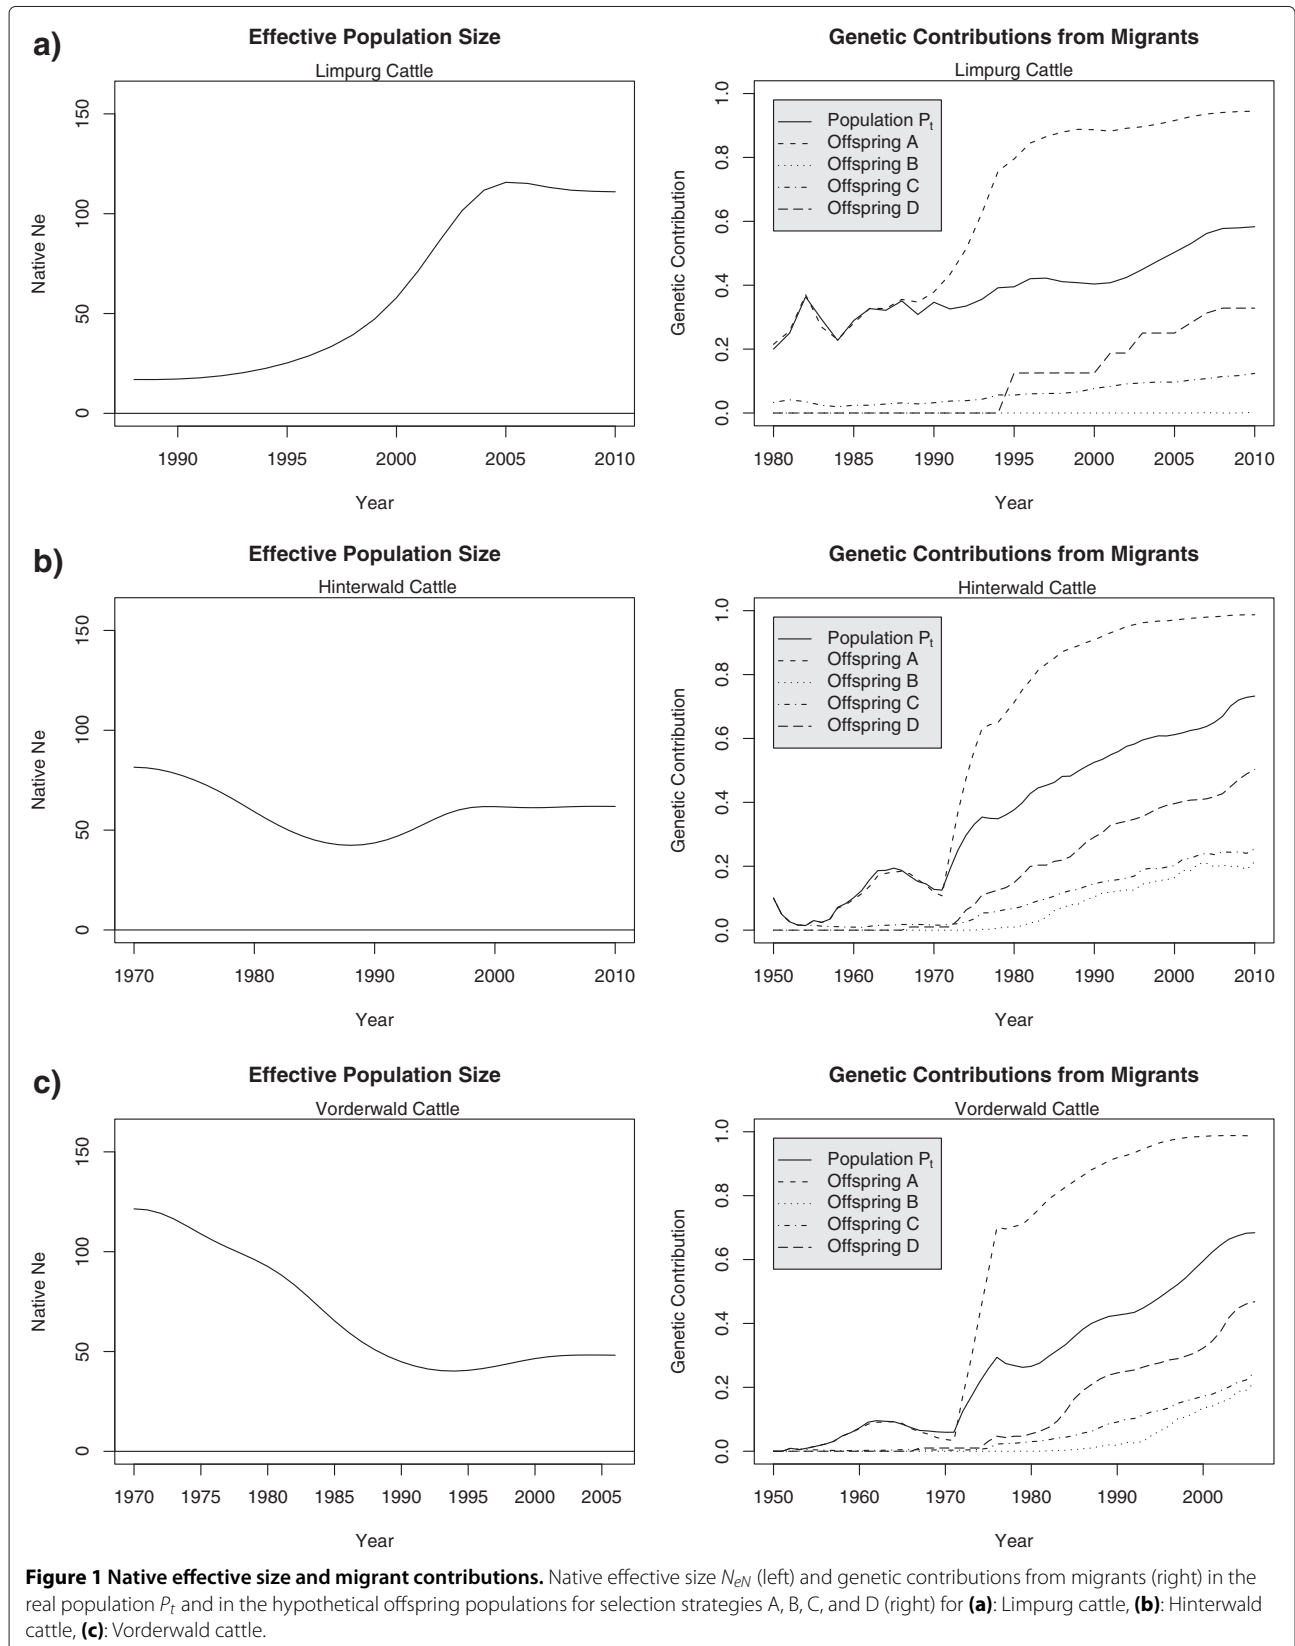 a)
Effective Population Size
Limpurg Cattle
Native Ne
0
50
100
150
1990
1995
2000
2005
2010
Year
Genetic Contributions from Migrants
Limpurg Cattle
Genetic Contribution
0.0
0.2
0.4
0.6
0.8
1.0
Population Pt
Offspring A
Offspring B
Offspring C
Offspring D
1980
1985
1990
1995
2000
2005
2010
Year
b)
Effective Population Size
Hinterwald Cattle
Native Ne
0
50
100
150
1970
1980
1990
2000
2010
Year
Genetic Contributions from Migrants
Hinterwald Cattle
Genetic Contribution
0.0
0.2
0.4
0.6
0.8
1.0
Population Pt
Offspring A
Offspring B
Offspring C
Offspring D
1950
1960
1970
1980
1990
2000
2010
Year
c)
Effective Population Size
Vorderwald Cattle
Native Ne
0
50
100
150
1970
1975
1980
1985
1990
1995
2000
2005
Year
Genetic Contributions from Migrants
Vorderwald Cattle
Genetic Contribution
0.0
0.2
0.4
0.6
0.8
1.0
Population Pt
Offspring A
Offspring B
Offspring C
Offspring D
1950
1960
1970
1980
1990
2000
Year
Figure 1 Native effective size and migrant contributions. Native effective size NeN (left) and genetic contributions from migrants (right) in the
real population Pt and in the hypothetical offspring populations for selection strategies A, B, C, and D (right) for (a): Limpurg cattle, (b): Hinterwald
cattle, (c): Vorderwald cattle.